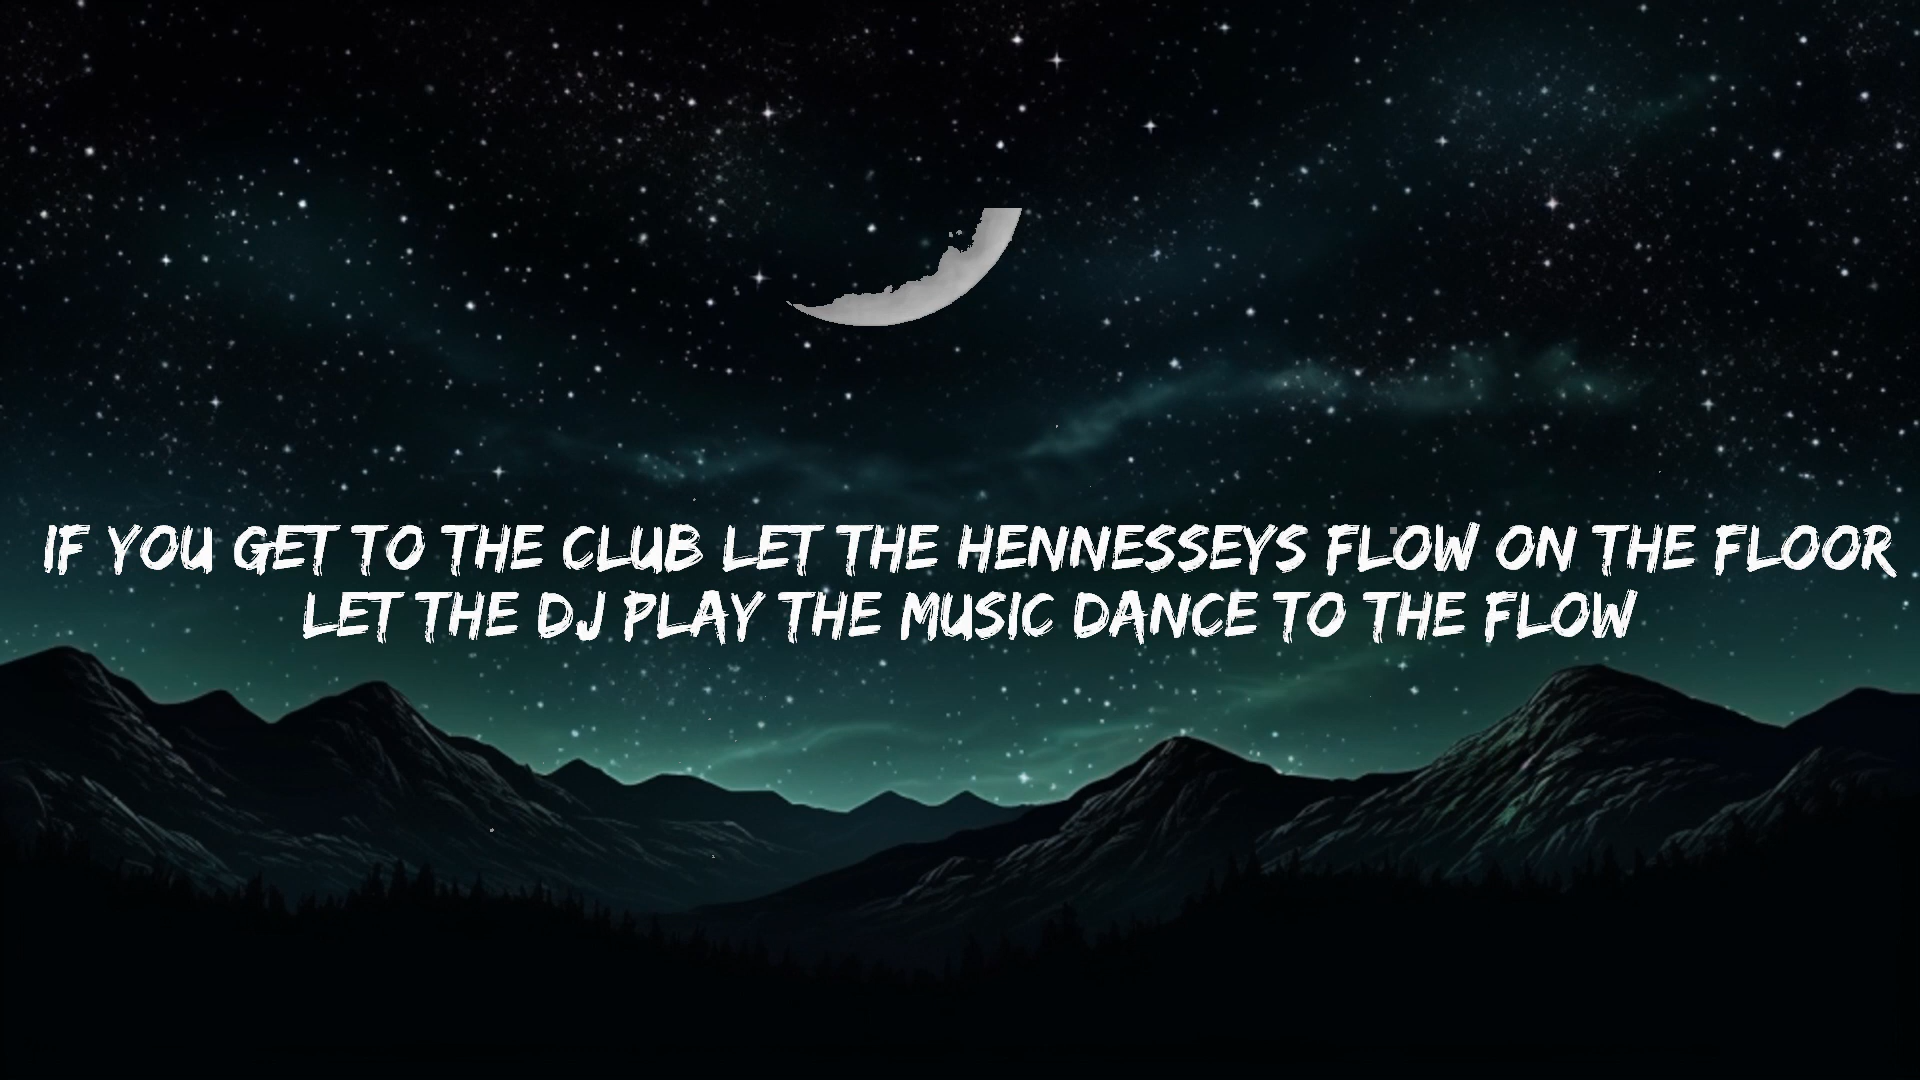 IF YOU GET TO THE CLUB LET THE HENNESSEYS FLOW ON THE FLOOR
LET THE DJ PLAY THE MUSIC DANCE TO THE FLOW